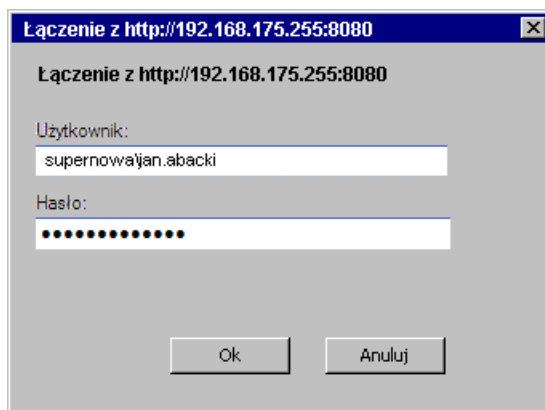 Łączenie z http://192.168.175.255:8080
Łączenie z http://192.168.175.255:8080
Użytkownik:
supernowa\jan.abacki
Hasło:
•••••••••••••
Ok
Anuluj